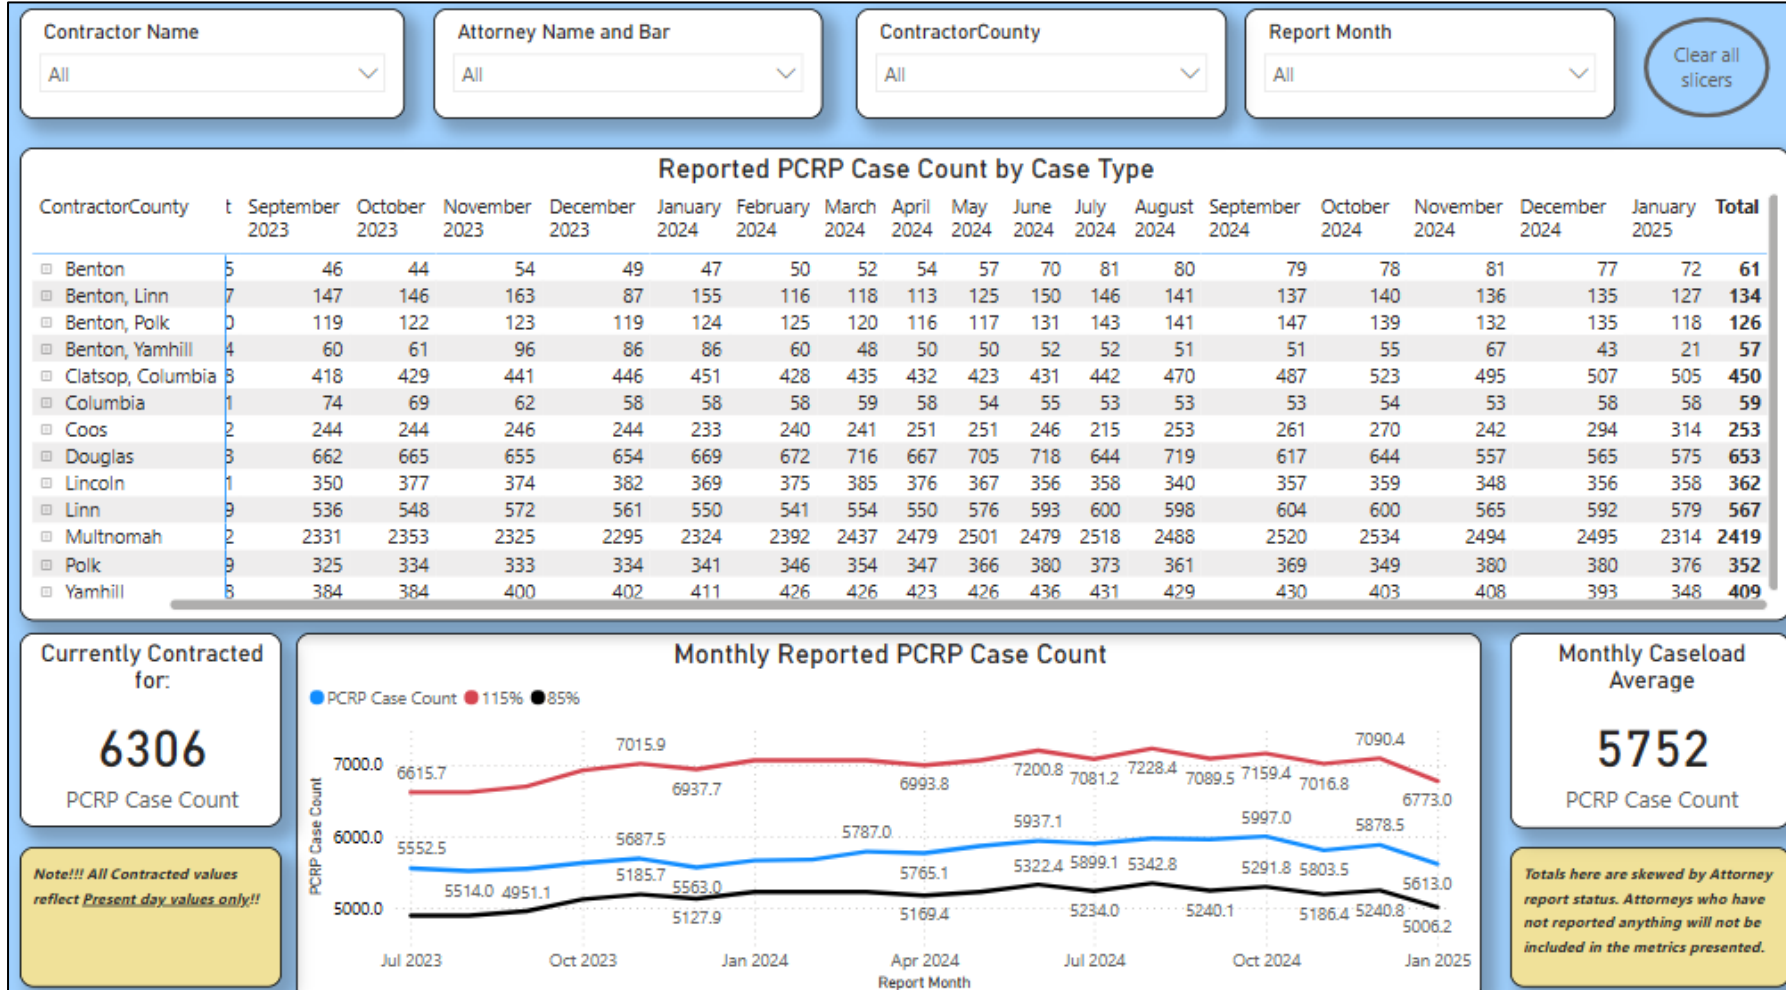 Contractor Name
All
Attorney Name and Bar
All
ContractorCounty
All
Report Month
All
Clear all
slicers
Reported PCRP Case Count by Case Type
ContractorCounty t September 2023 October 2023 November 2023 December 2023 January 2024 February 2024 March 2024 April 2024 May 2024 June 2024 July 2024 August 2024 September 2024 October 2024 November 2024 December 2024 January 2025 Total
Benton 5 46 44 54 49 47 50 52 54 57 70 81 80 79 78 81 77 72 61
Benton, Linn 7 147 146 163 87 155 116 118 113 125 150 146 141 137 140 136 135 127 134
Benton, Polk 0 119 122 123 119 124 125 120 116 117 131 143 141 147 139 132 135 118 126
Benton, Yamhill 4 60 61 96 86 86 60 48 50 50 52 52 51 51 55 67 43 21 57
Clatsop, Columbia 8 418 429 441 446 451 428 435 432 423 431 442 470 487 523 495 507 505 450
Columbia 1 74 69 62 58 58 58 59 58 54 55 53 53 53 54 53 58 58 59
Coos 2 244 244 246 244 233 240 241 251 251 246 215 253 261 270 242 294 314 253
Douglas 3 662 665 655 654 669 672 716 667 705 718 644 719 617 644 557 565 575 653
Lincoln 1 350 377 374 382 369 375 385 376 367 356 358 340 357 359 348 356 358 362
Linn 9 536 548 572 561 550 541 554 550 576 593 600 598 604 600 565 592 579 567
Multnomah 2 2331 2353 2325 2295 2324 2392 2437 2479 2501 2479 2518 2488 2520 2534 2494 2495 2314 2419
Polk 9 325 334 333 334 341 346 354 347 366 380 373 361 369 349 380 380 376 352
Yamhill 8 384 384 400 402 411 426 426 423 426 436 431 429 430 403 408 393 348 409
Currently Contracted
for:
6306
PCRP Case Count
Note!!! All Contracted values
reflect Present day values only!!
Monthly Reported PCRP Case Count
PCRP Case Count 115% 85%
PCRP Case Count
7000.0
6000.0
5000.0
6615.7 7015.9 6937.7 6993.8 7200.8 7081.2 7228.4 7089.5 7159.4 7016.8 7090.4 6773.0
5552.5 5514.0 5687.5 5563.0 5787.0 5765.1 5937.1 5899.1 5997.0 5803.5 5878.5 5613.0
4951.1 5185.7 5127.9 5169.4 5322.4 5234.0 5342.8 5240.1 5291.8 5186.4 5240.8 5006.2
Jul 2023 Oct 2023 Jan 2024 Apr 2024 Jul 2024 Oct 2024 Jan 2025
Report Month
Monthly Caseload
Average
5752
PCRP Case Count
Totals here are skewed by Attorney
report status. Attorneys who have
not reported anything will not be
included in the metrics presented.